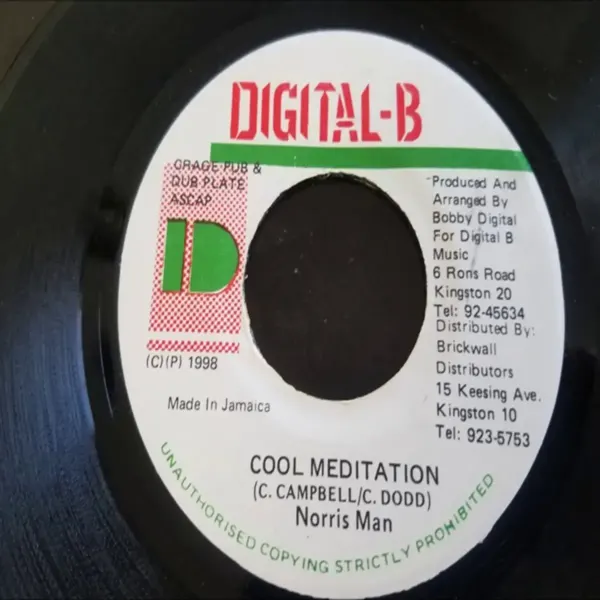 DIGITAL-B
GRAGE PUB &
DUB PLATE
ASCAP
D
(C)(P) 1998
Made In Jamaica
Produced And
Arranged By
Bobby Digital
For Digital B
Music
6 Rons Road
Kingston 20
Tel: 92-45634
Distributed By:
Brickwall
Distributors
15 Keesing Ave.
Kingston 10
Tel: 923-5753
COOL MEDITATION
(C. CAMPBELL/C. DODD)
Norris Man
UNAUTHORISED COPYING STRICTLY PROHIBITED